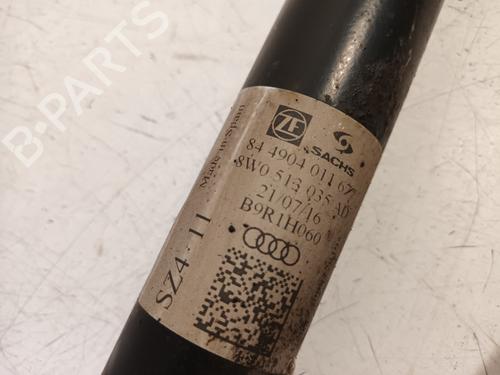 B-PARTS
Made in Spain
ZF
SACHS
84 4904 011 67
8W0 513 035 AD
21/07/16
B9R1H060
SZ4 11